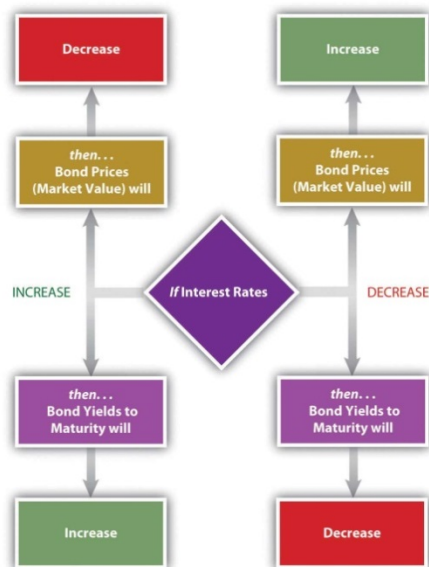 Decrease
Increase
then...
Bond Prices
(Market Value) will
then...
Bond Prices
(Market Value) will
INCREASE
If Interest Rates
DECREASE
then...
Bond Yields to
Maturity will
then...
Bond Yields to
Maturity will
Increase
Decrease